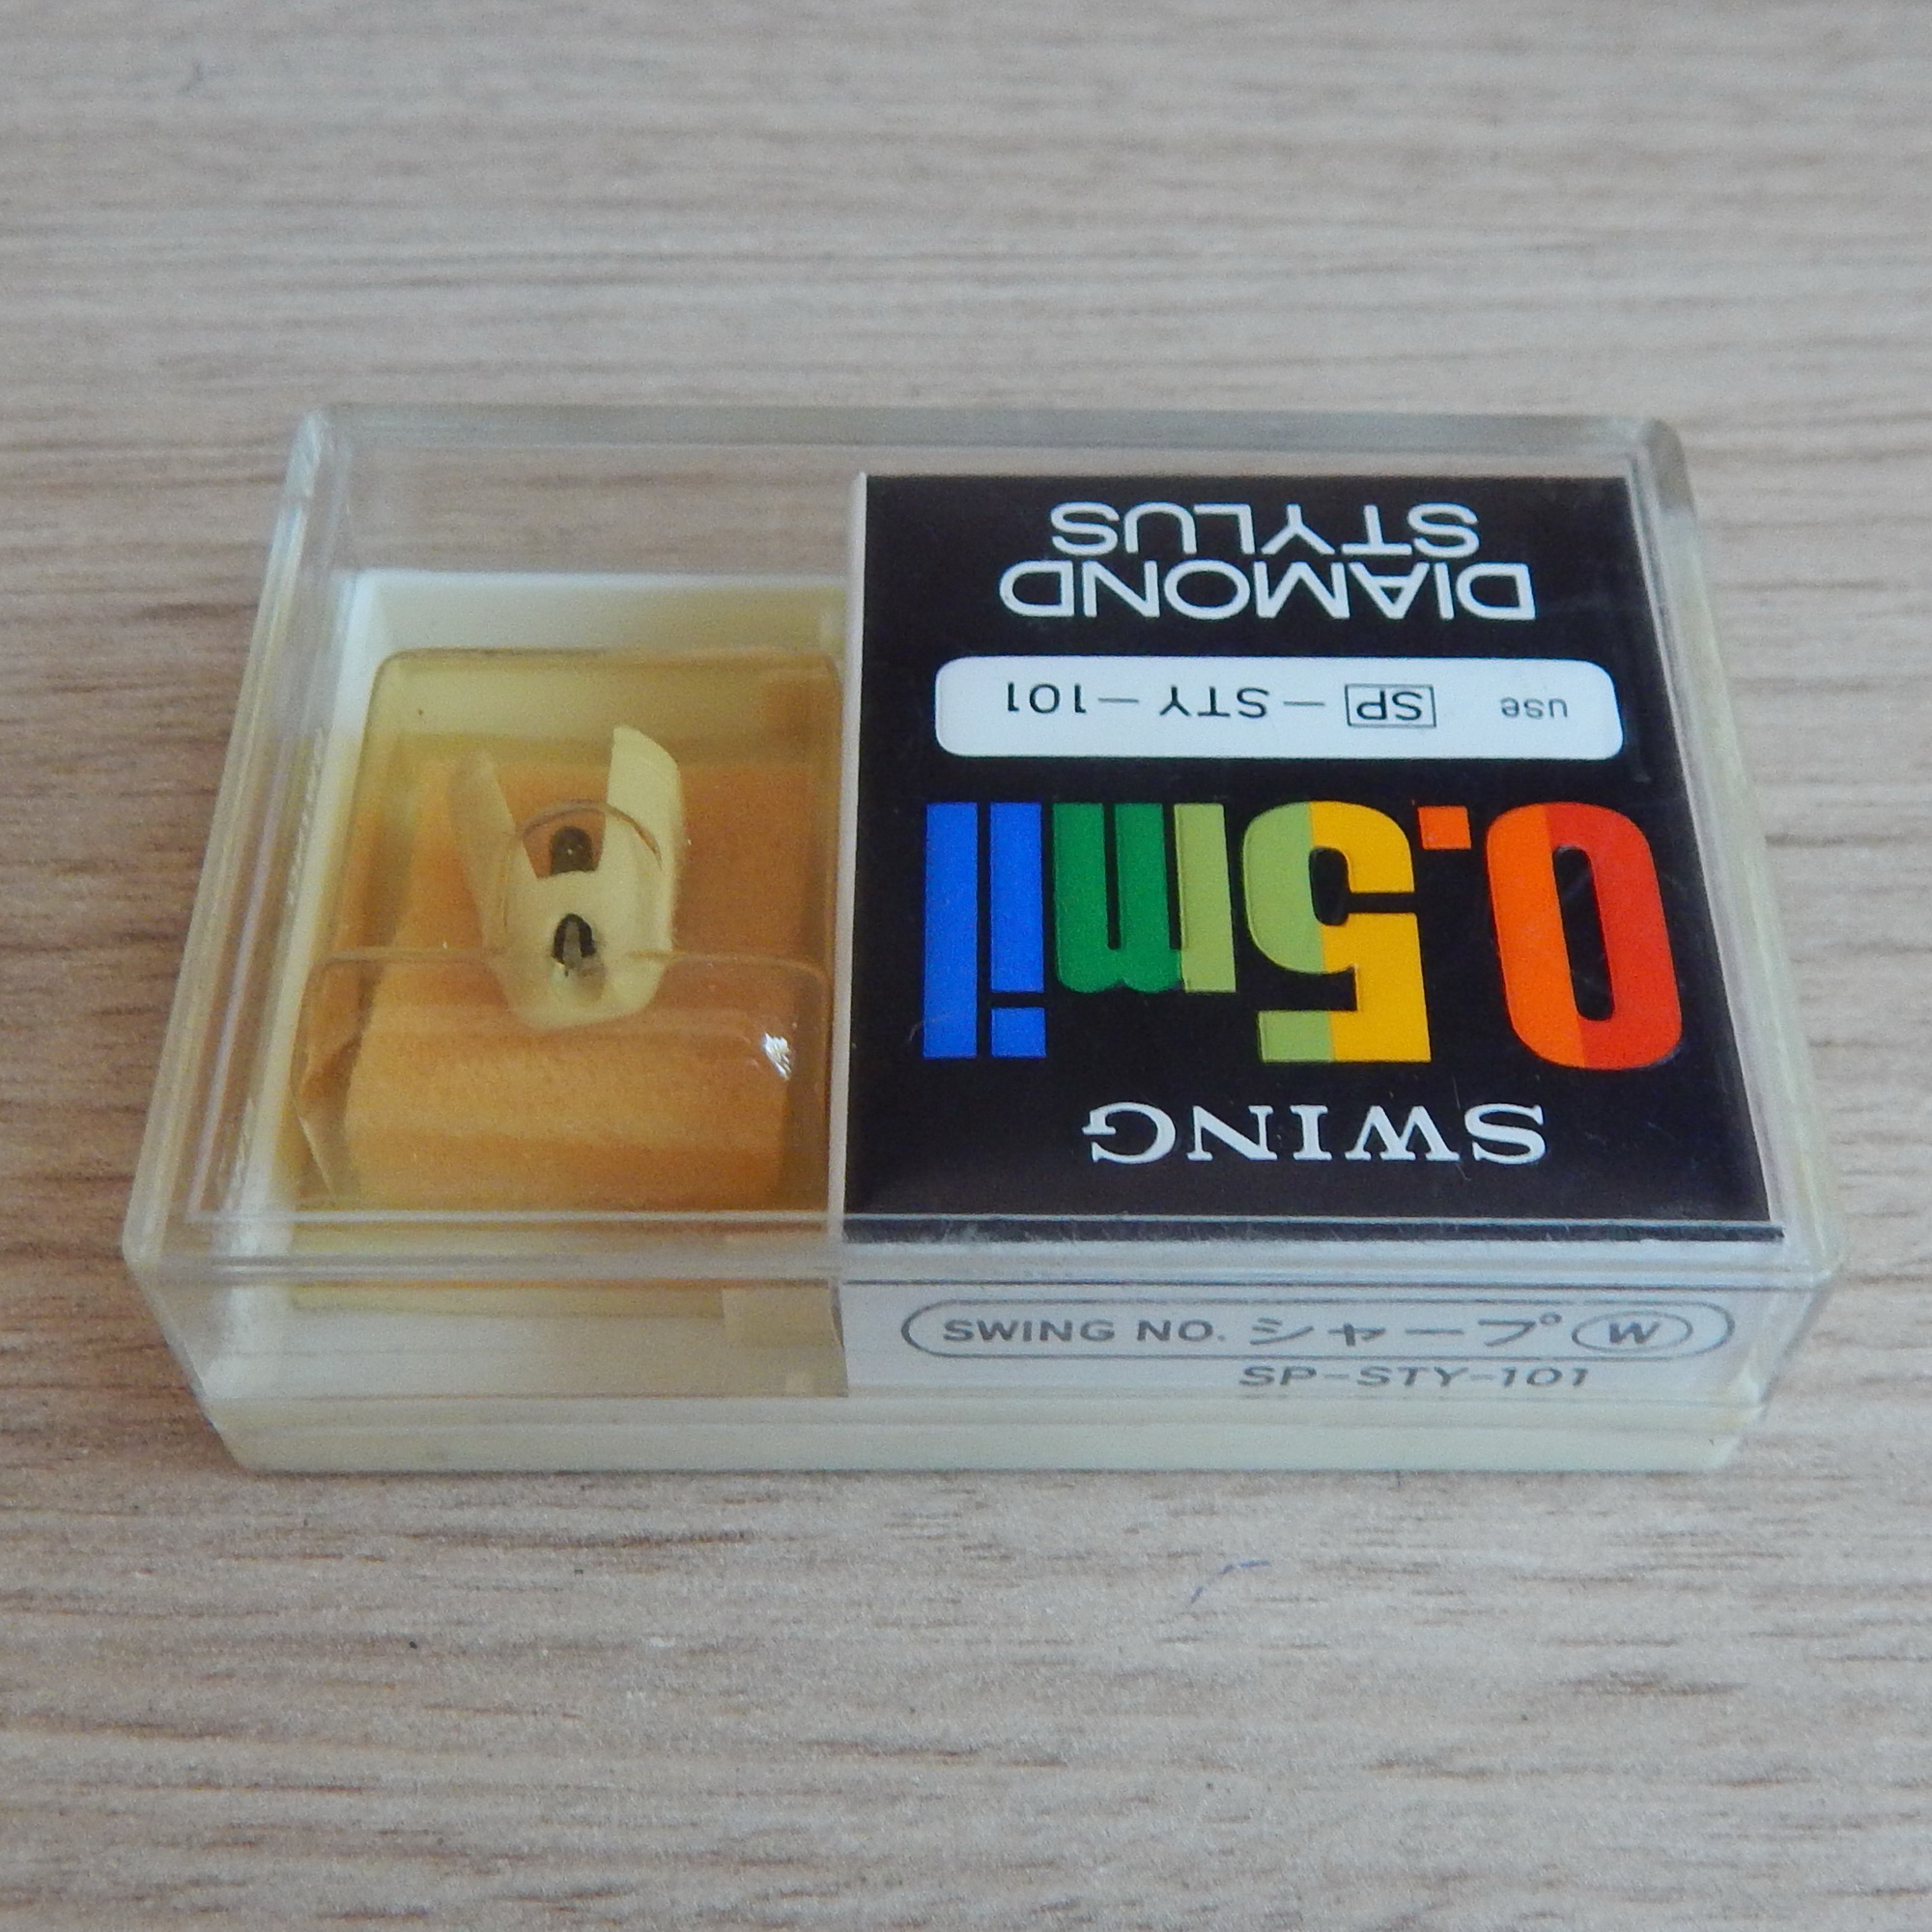 SWING
0.5mil
use SP-STY-101
DIAMOND
STYLUS
SWING NO. シャープ W
SP-STY-101